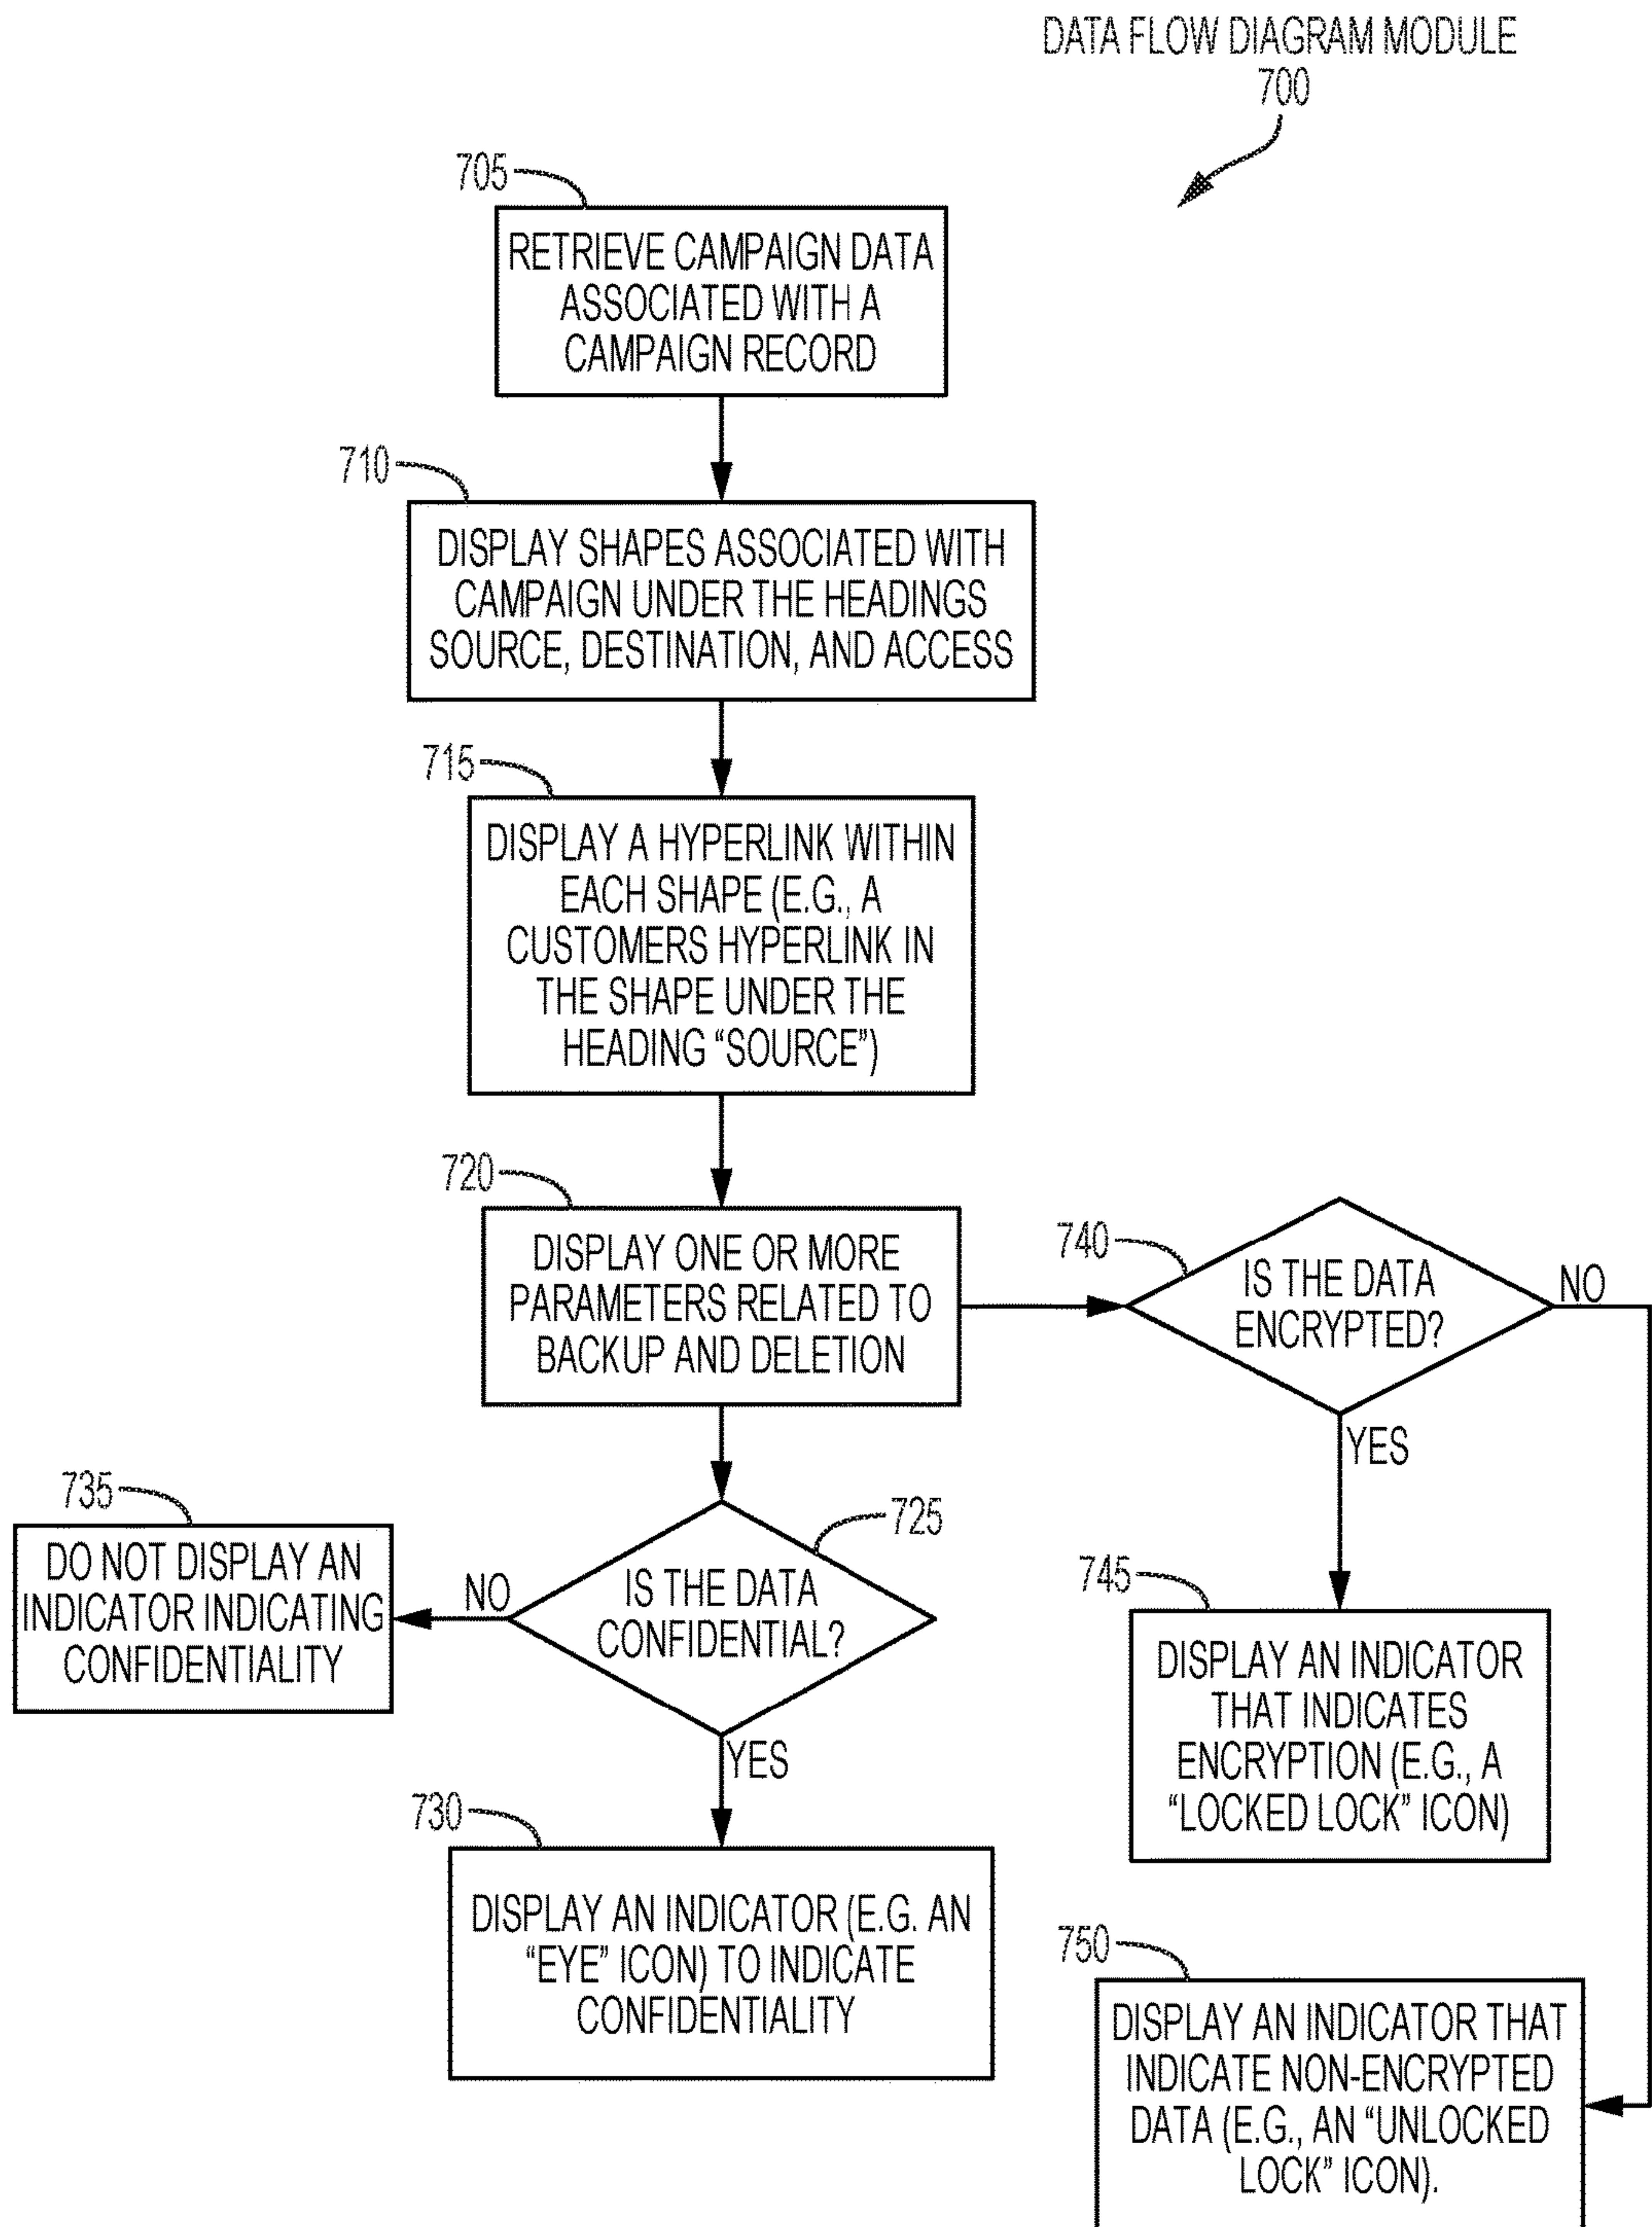 DATA FLOW DIAGRAM MODULE
700
705
RETRIEVE CAMPAIGN DATA
ASSOCIATED WITH A
CAMPAIGN RECORD
710
DISPLAY SHAPES ASSOCIATED WITH
CAMPAIGN UNDER THE HEADINGS
SOURCE, DESTINATION, AND ACCESS
715
DISPLAY A HYPERLINK WITHIN
EACH SHAPE (E.G., A
CUSTOMERS HYPERLINK IN
THE SHAPE UNDER THE
HEADING “SOURCE”)
720
DISPLAY ONE OR MORE
PARAMETERS RELATED TO
BACKUP AND DELETION
740
IS THE DATA
ENCRYPTED?
NO
YES
725
IS THE DATA
CONFIDENTIAL?
NO
YES
735
DO NOT DISPLAY AN
INDICATOR INDICATING
CONFIDENTIALITY
745
DISPLAY AN INDICATOR
THAT INDICATES
ENCRYPTION (E.G., A
“LOCKED LOCK” ICON)
730
DISPLAY AN INDICATOR (E.G. AN
“EYE” ICON) TO INDICATE
CONFIDENTIALITY
750
DISPLAY AN INDICATOR THAT
INDICATE NON-ENCRYPTED
DATA (E.G., AN “UNLOCKED
LOCK” ICON).